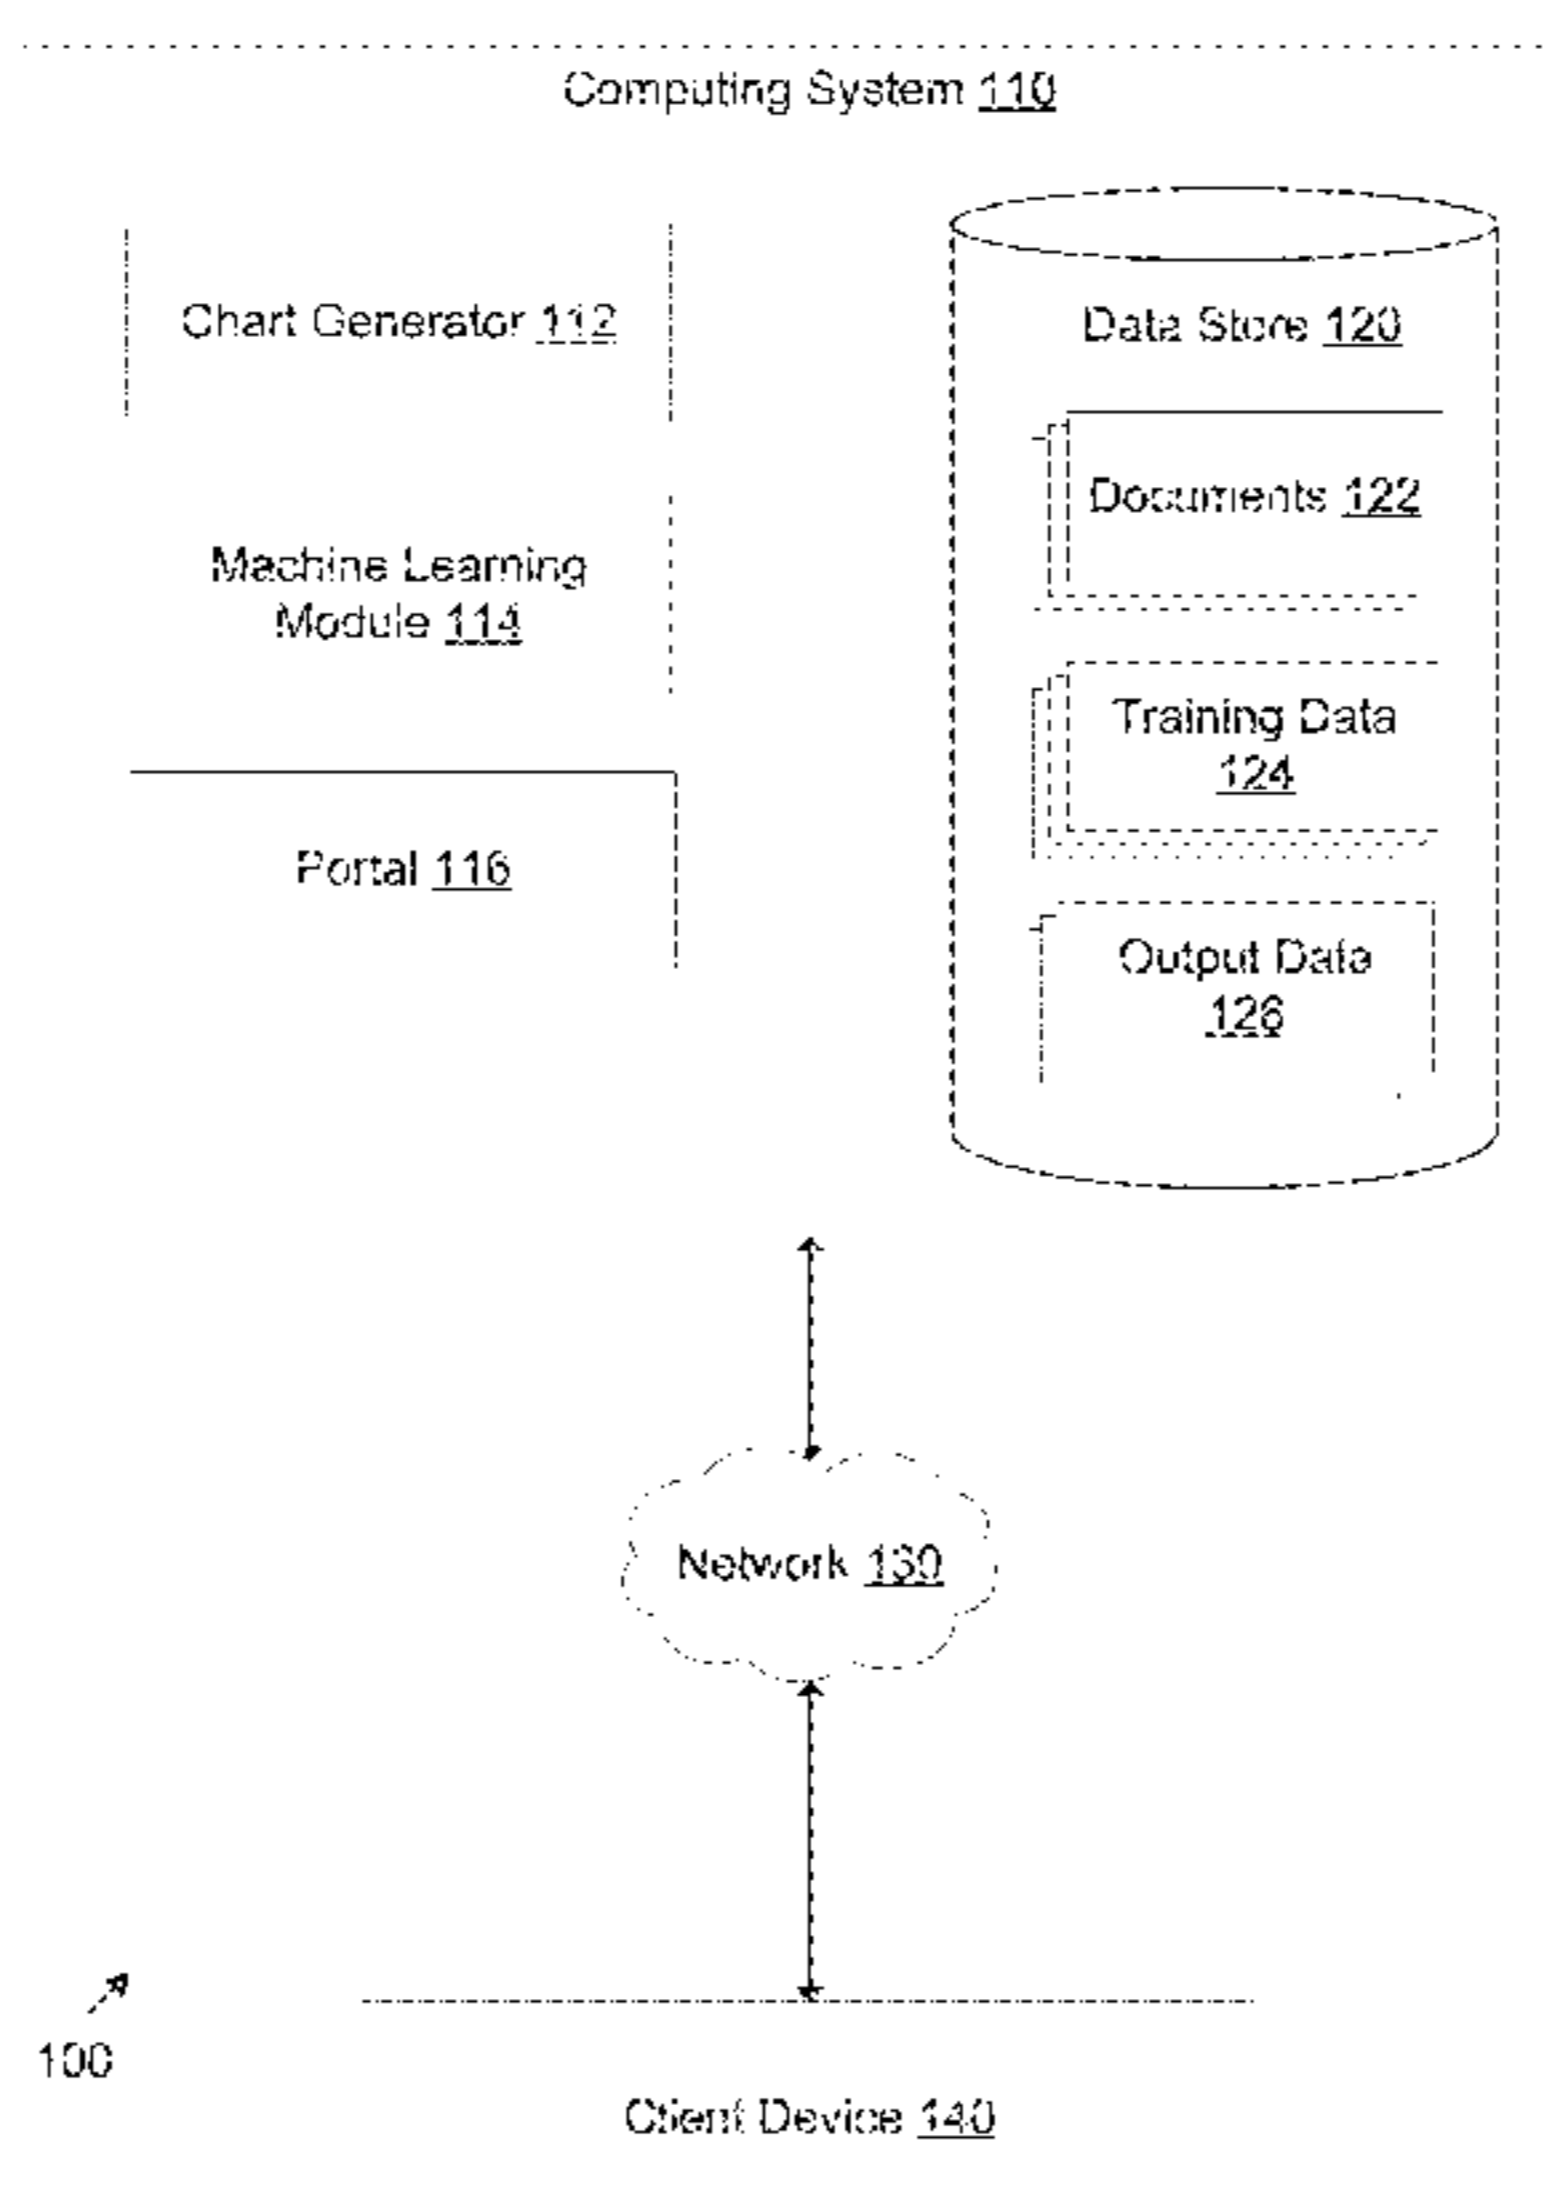 Computing System 110
Chart Generator 112
Machine Learning
Module 114
Portal 116
Data Store 120
Documents 122
Training Data
124
Output Data
126
Network 130
100
Client Device 140